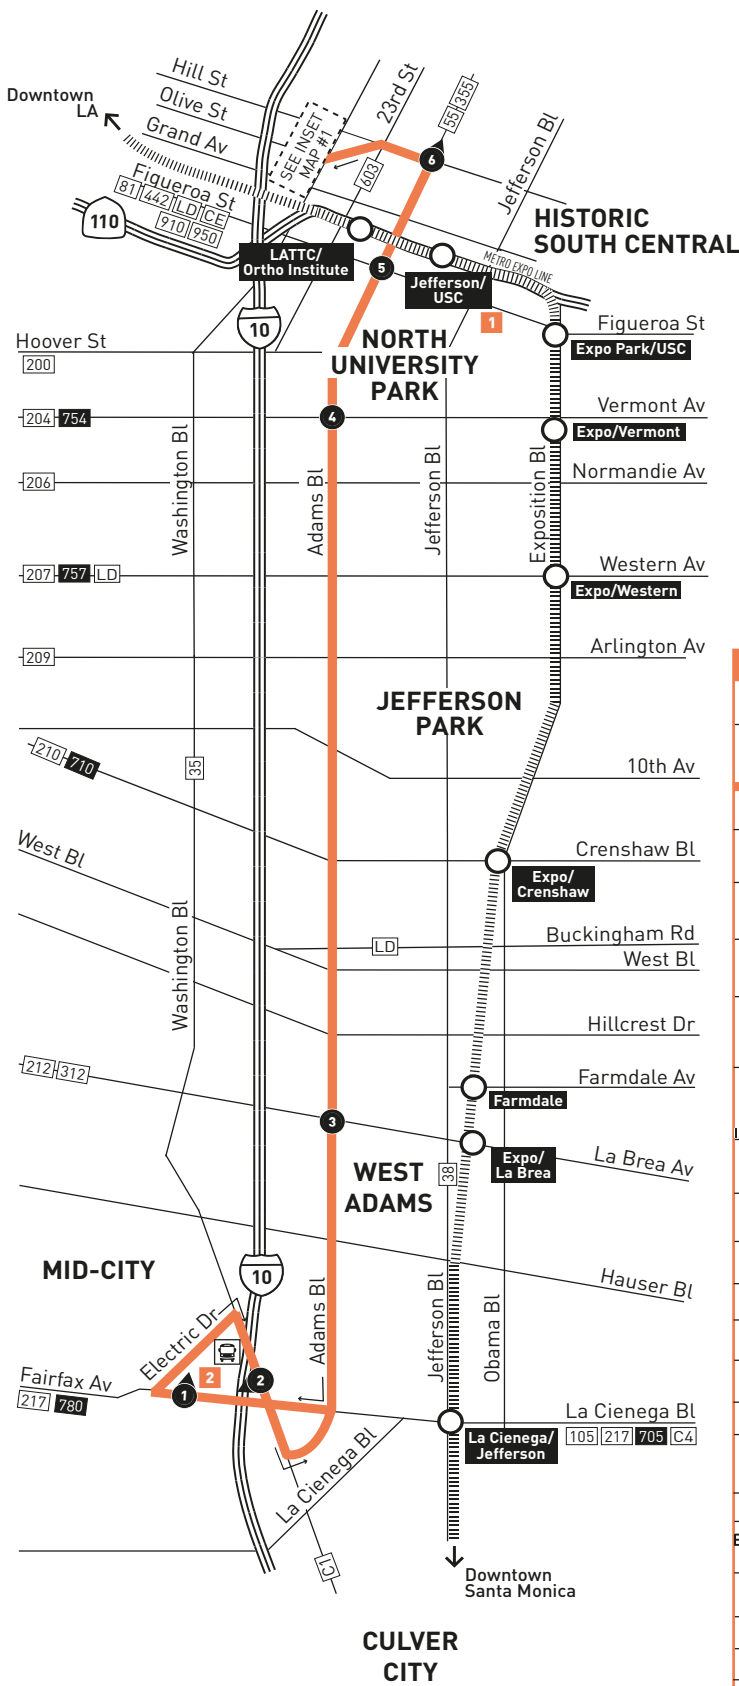 Hill St
Olive St
Grand Av
Figueroa St
Downtown
LA
81 442 LD CE
910 950
110
SEE INSET
MAP #1
23rd St
603
55 355
6
Jefferson Bl
HISTORIC
SOUTH CENTRAL
METRO EXPO LINE
LATTC/
Ortho Institute
5
Jefferson/
USC
1
10
Figueroa St
Expo Park/USC
Hoover St
200
NORTH
UNIVERSITY
PARK
204 754
4
Vermont Av
Expo/Vermont
206
Washington Bl
Adams Bl
Jefferson Bl
Exposition Bl
Normandie Av
207 757 LD
Western Av
Expo/Western
209
Arlington Av
JEFFERSON
PARK
210 710
35
10th Av
West Bl
Crenshaw Bl
Expo/
Crenshaw
Washington Bl
LD
Buckingham Rd
West Bl
Hillcrest Dr
212 312
Farmdale Av
Farmdale
3
Expo/
La Brea
La Brea Av
WEST
ADAMS
38
MID-CITY
10
Hauser Bl
Electric Dr
Adams Bl
Jefferson Bl
Obama Bl
Fairfax Av
217 780
1
2
2
La Cienega Bl
105 217 705 C4
La Cienega/
Jefferson
La Cienega Bl
C1
Downtown
Santa Monica
CULVER
CITY